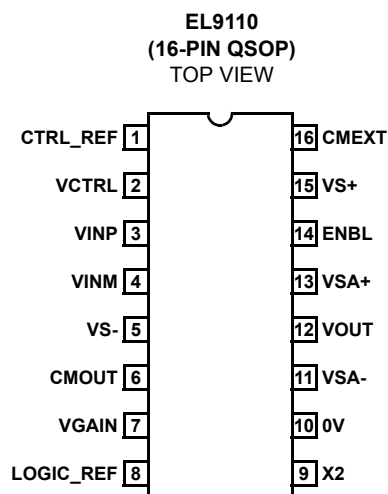 EL9110
(16-PIN QSOP)
TOP VIEW
CTRL_REF 1 16 CMEXT
VCTRL 2 15 VS+
VINP 3 14 ENBL
VINM 4 13 VSA+
VS- 5 12 VOUT
CMOUT 6 11 VSA-
VGAIN 7 10 0V
LOGIC_REF 8 9 X2